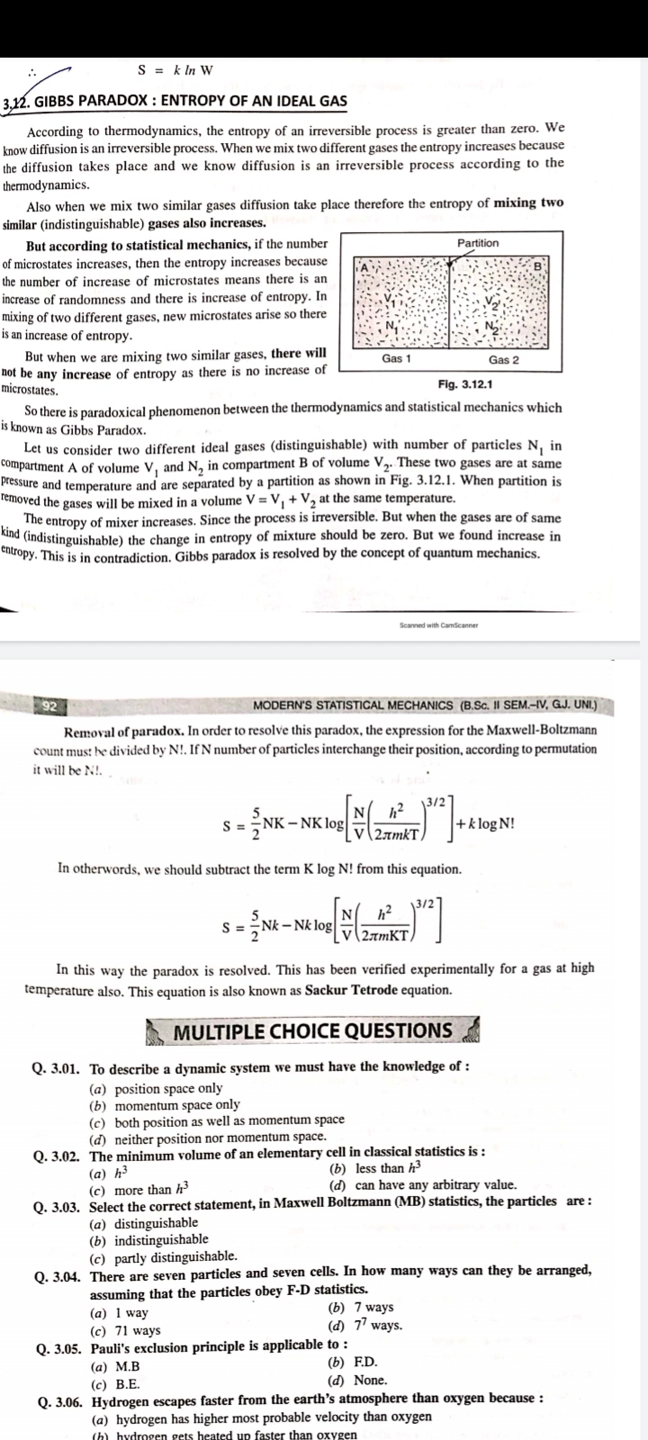 ∴ S = k ln W
3.12. GIBBS PARADOX : ENTROPY OF AN IDEAL GAS
According to thermodynamics, the entropy of an irreversible process is greater than zero. We
know diffusion is an irreversible process. When we mix two different gases the entropy increases because
the diffusion takes place and we know diffusion is an irreversible process according to the
thermodynamics.
Also when we mix two similar gases diffusion take place therefore the entropy of mixing two
similar (indistinguishable) gases also increases.
But according to statistical mechanics, if the number
of microstates increases, then the entropy increases because
the number of increase of microstates means there is an
increase of randomness and there is increase of entropy. In
mixing of two different gases, new microstates arise so there
is an increase of entropy.
But when we are mixing two similar gases, there will
not be any increase of entropy as there is no increase of
microstates.
Partition
A B
V₁ V₂
N₁ N₂
Gas 1 Gas 2
Fig. 3.12.1
So there is paradoxical phenomenon between the thermodynamics and statistical mechanics which
is known as Gibbs Paradox.
Let us consider two different ideal gases (distinguishable) with number of particles N₁ in
compartment A of volume V₁ and N₂ in compartment B of volume V₂. These two gases are at same
pressure and temperature and are separated by a partition as shown in Fig. 3.12.1. When partition is
removed the gases will be mixed in a volume V = V₁ + V₂ at the same temperature.
The entropy of mixer increases. Since the process is irreversible. But when the gases are of same
kind (indistinguishable) the change in entropy of mixture should be zero. But we found increase in
entropy. This is in contradiction. Gibbs paradox is resolved by the concept of quantum mechanics.
Scanned with CamScanner
92 MODERN'S STATISTICAL MECHANICS (B.Sc. II SEM.–IV, G.J. UNI.)
Removal of paradox. In order to resolve this paradox, the expression for the Maxwell-Boltzmann
count must be divided by N!. If N number of particles interchange their position, according to permutation
it will be N!.
S = 5/2 NK – NK log[N/V (h²/2πmkT)^3/2] + k log N!
In otherwords, we should subtract the term K log N! from this equation.
S = 5/2 Nk – Nk log[N/V (h²/2πmKT)^3/2]
In this way the paradox is resolved. This has been verified experimentally for a gas at high
temperature also. This equation is also known as Sackur Tetrode equation.
MULTIPLE CHOICE QUESTIONS
Q. 3.01. To describe a dynamic system we must have the knowledge of :
(a) position space only
(b) momentum space only
(c) both position as well as momentum space
(d) neither position nor momentum space.
Q. 3.02. The minimum volume of an elementary cell in classical statistics is :
(a) h³ (b) less than h³
(c) more than h³ (d) can have any arbitrary value.
Q. 3.03. Select the correct statement, in Maxwell Boltzmann (MB) statistics, the particles are :
(a) distinguishable
(b) indistinguishable
(c) partly distinguishable.
Q. 3.04. There are seven particles and seven cells. In how many ways can they be arranged,
assuming that the particles obey F-D statistics.
(a) 1 way (b) 7 ways
(c) 71 ways (d) 7⁷ ways.
Q. 3.05. Pauli's exclusion principle is applicable to :
(a) M.B (b) F.D.
(c) B.E. (d) None.
Q. 3.06. Hydrogen escapes faster from the earth's atmosphere than oxygen because :
(a) hydrogen has higher most probable velocity than oxygen
(b) hydrogen gets heated up faster than oxygen